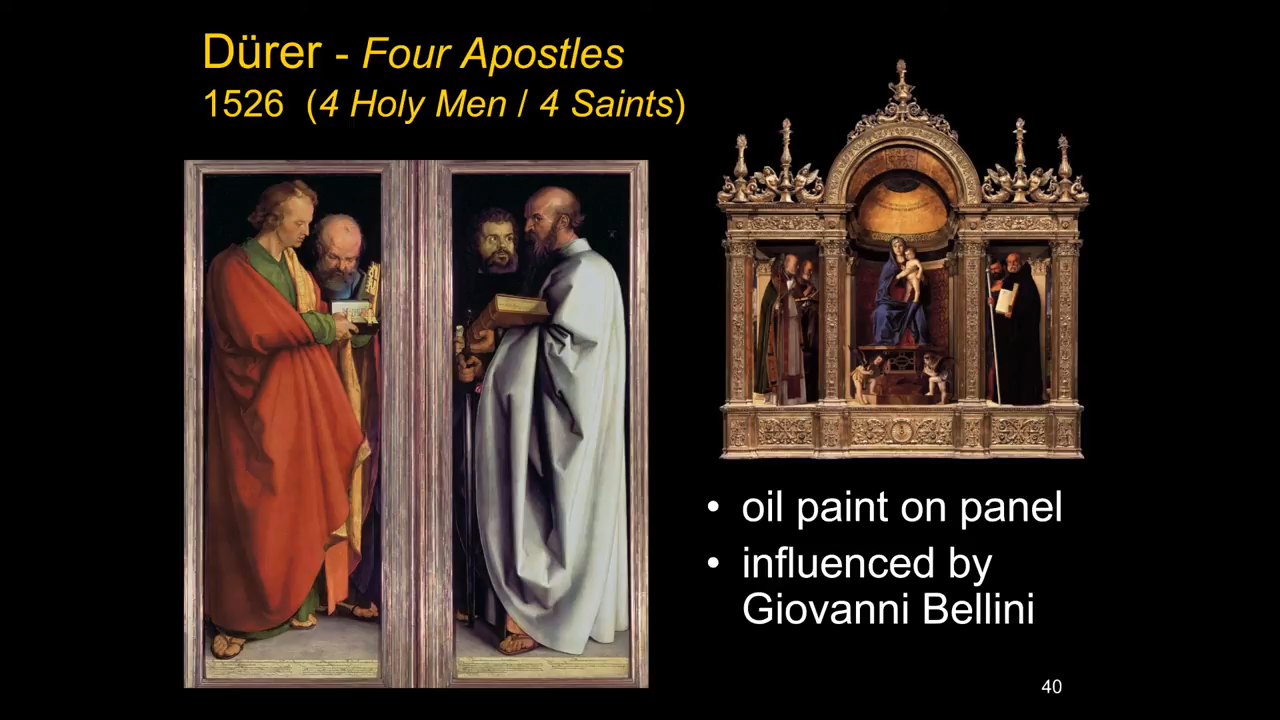 Dürer - Four Apostles
1526 (4 Holy Men / 4 Saints)
• oil paint on panel
• influenced by
Giovanni Bellini
40